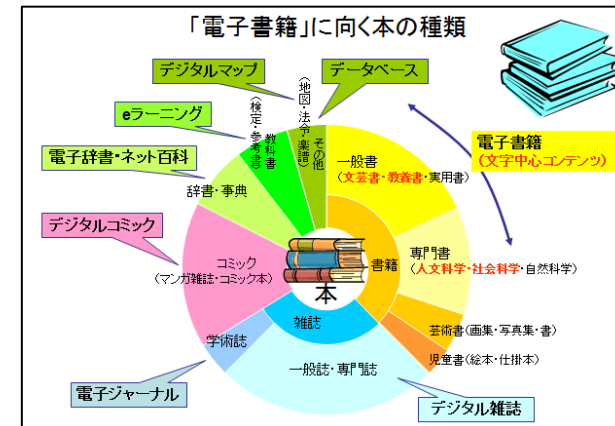 「電子書籍」に向く本の種類
デジタルマップ
データベース
eラーニング
電子辞書・ネット百科
デジタルコミック
電子ジャーナル
デジタル雑誌
電子書籍
(文字中心コンテンツ)
その他
(地図・法令・楽譜)
教科書
(検定・参考書)
辞書・事典
コミック
(マンガ雑誌・コミック本)
学術誌
一般誌・専門誌
雑誌
本
書籍
一般書
(文芸書・教養書・実用書)
専門書
(人文科学・社会科学・自然科学)
芸術書(画集・写真集・書)
児童書(絵本・仕掛本)